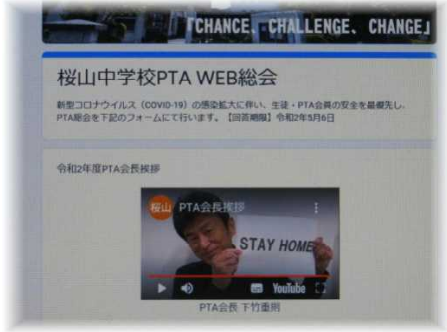 「CHANCE、CHALLENGE、CHANGE」
桜山中学校PTA WEB総会
新型コロナウイルス（COVID-19）の感染拡大に伴い、生徒・PTA会員の安全を最優先し、
PTA総会を下記のフォームにて行います。【回答期限】令和2年5月6日
令和2年度PTA会長挨拶
桜山 PTA会長挨拶
STAY HOME
YouTube
PTA会長 下竹重則